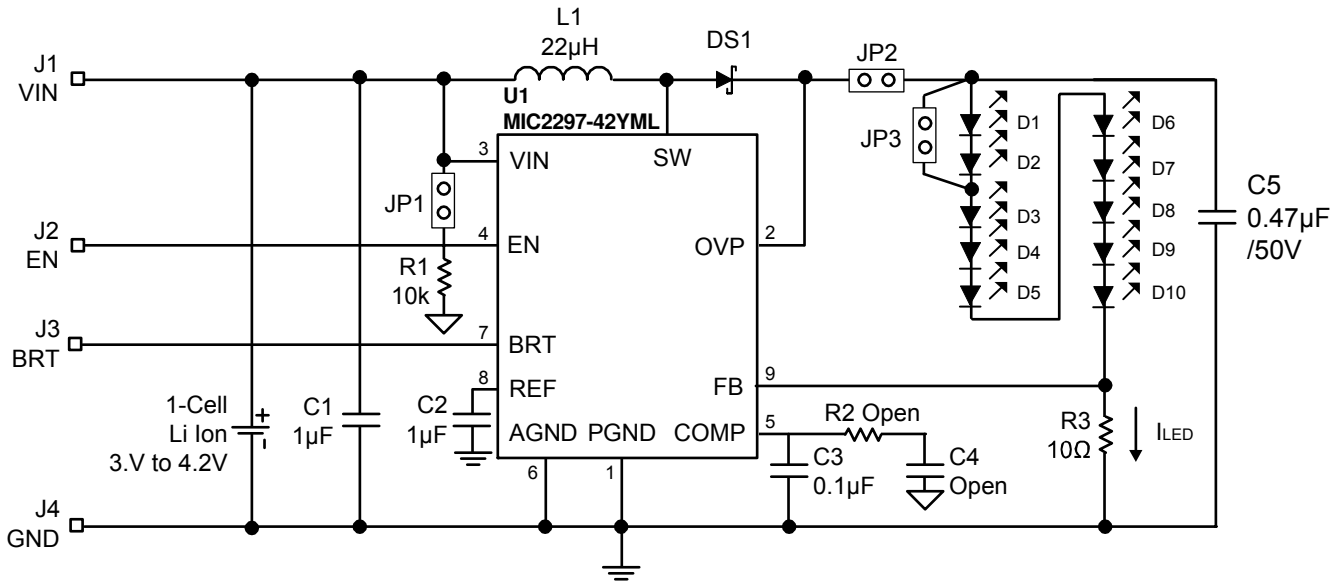 L1
22µH
DS1
JP2
J1
VIN
U1
MIC2297-42YML
3
VIN
SW
JP3
D1
D2
D3
D4
D5
D6
D7
D8
D9
D10
C5
0.47µF
/50V
JP1
J2
EN
4
EN
OVP
2
R1
10k
J3
BRT
7
BRT
8
REF
FB
9
1-Cell
Li Ion
3.V to 4.2V
+
-
C1
1µF
C2
1µF
AGND
PGND
COMP
5
R2 Open
R3
10Ω
ILED
6
1
C3
0.1µF
C4
Open
J4
GND